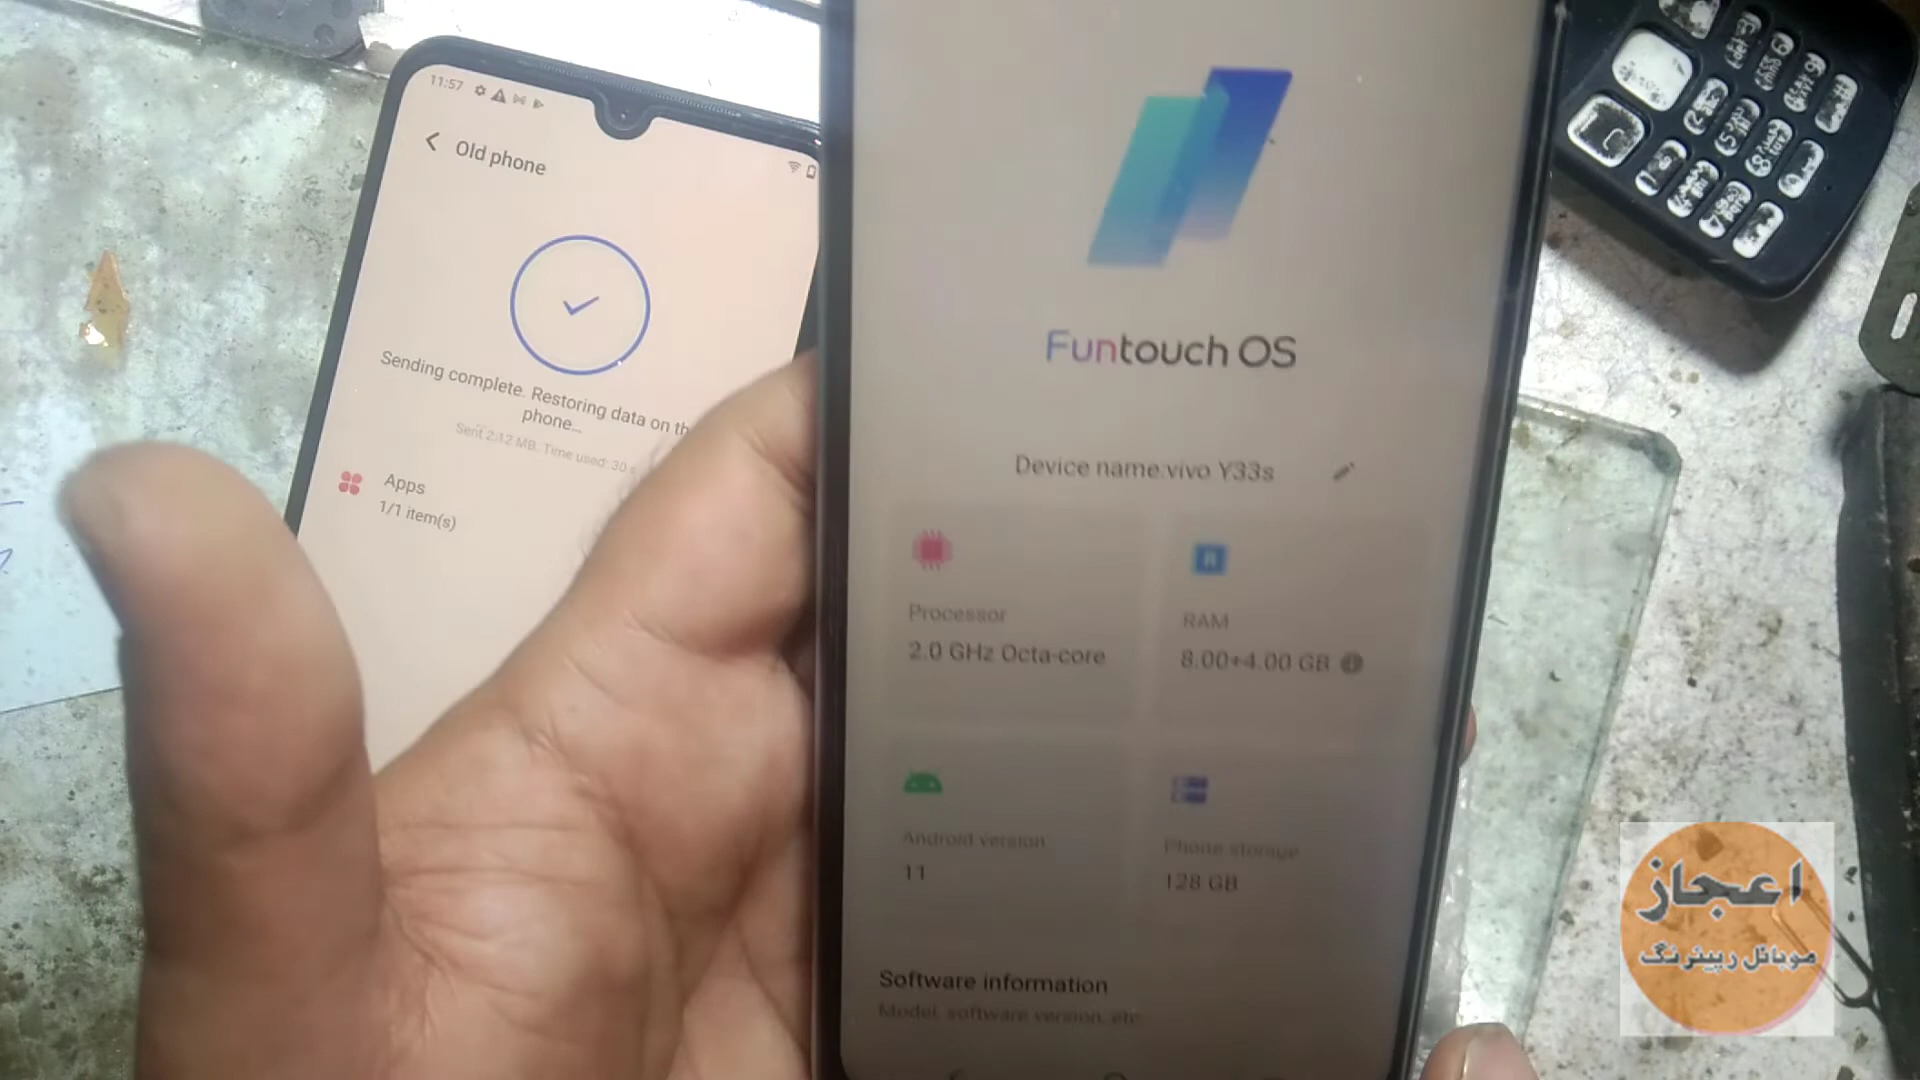 11:57
Old phone
Sending complete. Restoring data on th
phone...
Sent 2.12 MB. Time used: 30 s
Apps
1/1 item(s)
Funtouch OS
Device name:vivo Y33s
Processor
2.0 GHz Octa-core
R
RAM
8.00+4.00 GB
Android version
11
Phone storage
128 GB
Software information
Model, software version, etc
اعجاز
موبائل رپیئرنگ